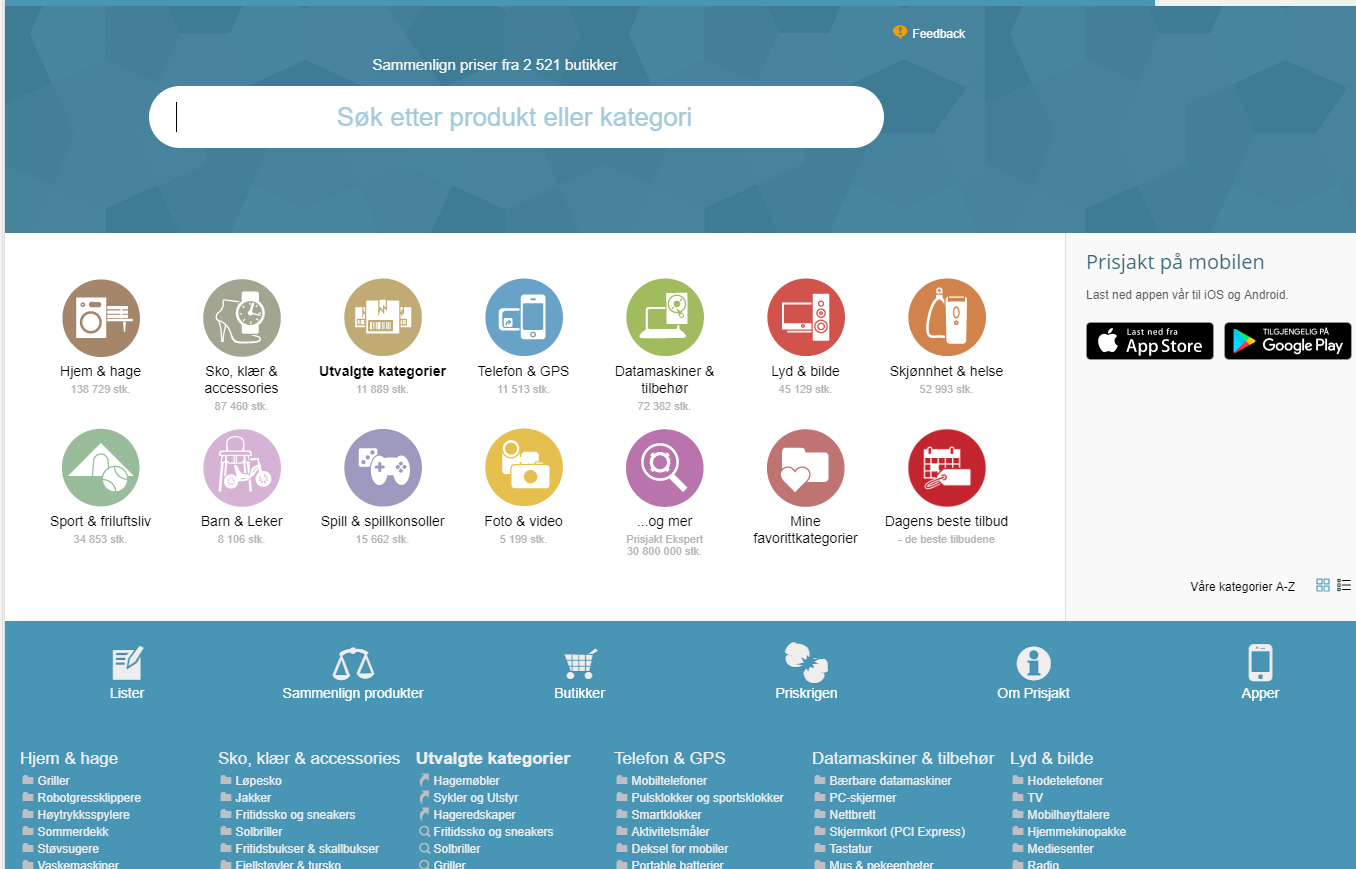 Feedback
Sammenlign priser fra 2 521 butikker
Søk etter produkt eller kategori
Hjem & hage
138 729 stk.
Sko, klær &
accessories
87 460 stk.
Utvalgte kategorier
11 889 stk.
Telefon & GPS
11 513 stk.
Datamaskiner &
tilbehør
72 382 stk.
Lyd & bilde
45 129 stk.
Skjønnhet & helse
52 993 stk.
Sport & friluftsliv
34 853 stk.
Barn & Leker
8 106 stk.
Spill & spillkonsoller
15 662 stk.
Foto & video
5 199 stk.
...og mer
Prisjakt Ekspert
30 800 000 stk.
Mine
favorittkategorier
Dagens beste tilbud
- de beste tilbudene
Prisjakt på mobilen
Last ned appen vår til iOS og Android.
Last ned fra
App Store
TILGJENGELIG PÅ
Google Play
Våre kategorier A-Z
Lister
Sammenlign produkter
Butikker
Priskrigen
Om Prisjakt
Apper
Hjem & hage
Griller
Robotgressklippere
Høytrykksspylere
Sommerdekk
Støvsugere
Vaskemaskiner
Sko, klær & accessories
Løpesko
Jakker
Fritidssko og sneakers
Solbriller
Fritidsbukser & skallbukser
Fjellstøvler & tursko
Utvalgte kategorier
Hagemøbler
Sykler og Utstyr
Hageredskaper
Fritidssko og sneakers
Solbriller
Griller
Telefon & GPS
Mobiltelefoner
Pulsklokker og sportsklokker
Smartklokker
Aktivitetsmåler
Deksel for mobiler
Portable batterier
Datamaskiner & tilbehør
Bærbare datamaskiner
PC-skjermer
Nettbrett
Skjermkort (PCI Express)
Tastatur
Mus & pekeenheter
Lyd & bilde
Hodetelefoner
TV
Mobilhøyttalere
Hjemmekinopakke
Mediesenter
Radio